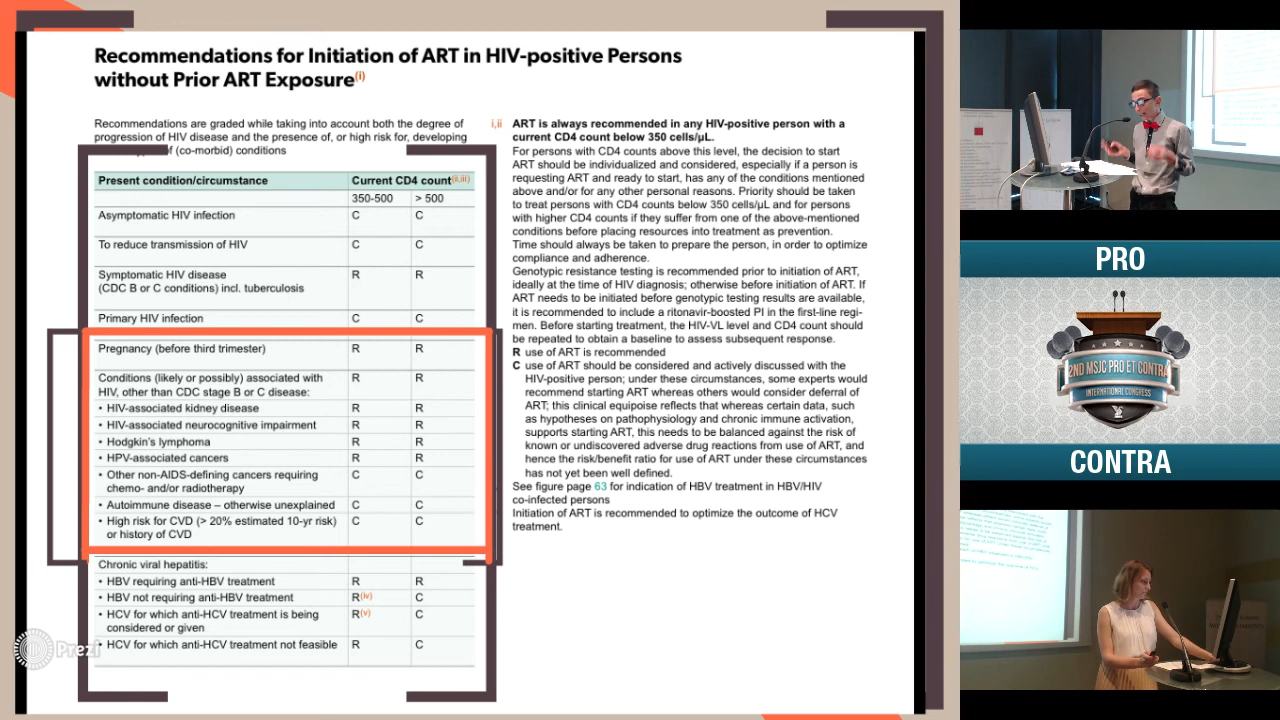 Recommendations for Initiation of ART in HIV-positive Persons
without Prior ART Exposure(i)
Recommendations are graded while taking into account both the degree of
progression of HIV disease and the presence of, or high risk for, developing
of (co-morbid) conditions
Present condition/circumstance Current CD4 count(ii,iii)
350-500 > 500
Asymptomatic HIV infection C C
To reduce transmission of HIV C C
Symptomatic HIV disease R R
(CDC B or C conditions) incl. tuberculosis
Primary HIV infection C C
Pregnancy (before third trimester) R R
Conditions (likely or possibly) associated with R R
HIV, other than CDC stage B or C disease:
• HIV-associated kidney disease R R
• HIV-associated neurocognitive impairment R R
• Hodgkin's lymphoma R R
• HPV-associated cancers R R
• Other non-AIDS-defining cancers requiring C C
chemo- and/or radiotherapy
• Autoimmune disease – otherwise unexplained C C
• High risk for CVD (> 20% estimated 10-yr risk) C C
or history of CVD
Chronic viral hepatitis:
• HBV requiring anti-HBV treatment R R
• HBV not requiring anti-HBV treatment R(iv) C
• HCV for which anti-HCV treatment is being R(v) C
considered or given
• HCV for which anti-HCV treatment not feasible R C
Prezi
i,ii ART is always recommended in any HIV-positive person with a
current CD4 count below 350 cells/µL.
For persons with CD4 counts above this level, the decision to start
ART should be individualized and considered, especially if a person is
requesting ART and ready to start, has any of the conditions mentioned
above and/or for any other personal reasons. Priority should be taken
to treat persons with CD4 counts below 350 cells/µL and for persons
with higher CD4 counts if they suffer from one of the above-mentioned
conditions before placing resources into treatment as prevention.
Time should always be taken to prepare the person, in order to optimize
compliance and adherence.
Genotypic resistance testing is recommended prior to initiation of ART,
ideally at the time of HIV diagnosis; otherwise before initiation of ART. If
ART needs to be initiated before genotypic testing results are available,
it is recommended to include a ritonavir-boosted PI in the first-line regi-
men. Before starting treatment, the HIV-VL level and CD4 count should
be repeated to obtain a baseline to assess subsequent response.
R use of ART is recommended
C use of ART should be considered and actively discussed with the
HIV-positive person; under these circumstances, some experts would
recommend starting ART whereas others would consider deferral of
ART; this clinical equipoise reflects that whereas certain data, such
as hypotheses on pathophysiology and chronic immune activation,
supports starting ART, this needs to be balanced against the risk of
known or undiscovered adverse drug reactions from use of ART, and
hence the risk/benefit ratio for use of ART under these circumstances
has not yet been well defined.
See figure page 63 for indication of HBV treatment in HBV/HIV
co-infected persons
Initiation of ART is recommended to optimize the outcome of HCV
treatment.
PRO
2ND MSJC PRO ET CONTRA
INTERNATIONAL CONGRESS
CONTRA